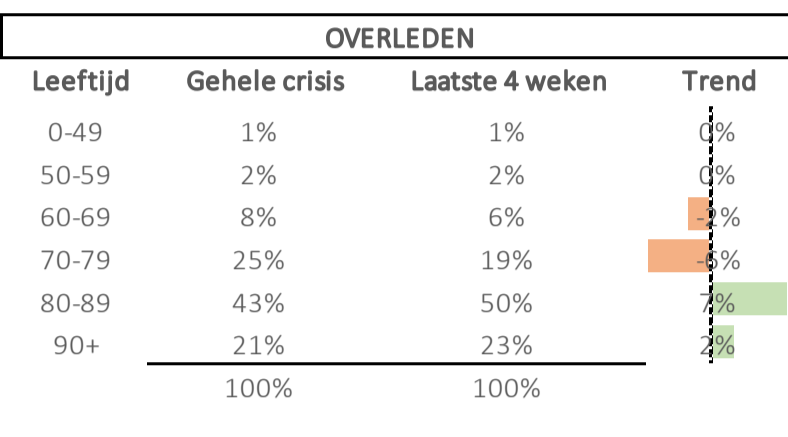 OVERLEDEN
Leeftijd Gehele crisis Laatste 4 weken Trend
0-49 1% 1% 0%
50-59 2% 2% 0%
60-69 8% 6% -2%
70-79 25% 19% -6%
80-89 43% 50% 7%
90+ 21% 23% 2%
100% 100%